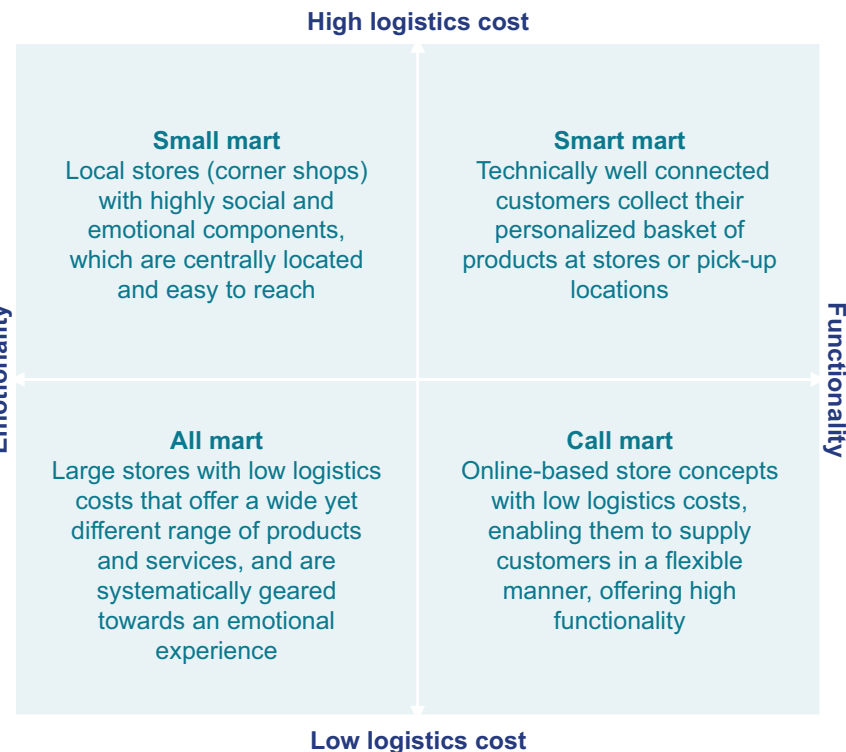 High logistics cost
Small mart
Local stores (corner shops)
with highly social and
emotional components,
which are centrally located
and easy to reach
Smart mart
Technically well connected
customers collect their
personalized basket of
products at stores or pick-up
locations
Emotionality
Functionality
All mart
Large stores with low logistics
costs that offer a wide yet
different range of products
and services, and are
systematically geared
towards an emotional
experience
Call mart
Online-based store concepts
with low logistics costs,
enabling them to supply
customers in a flexible
manner, offering high
functionality
Low logistics cost